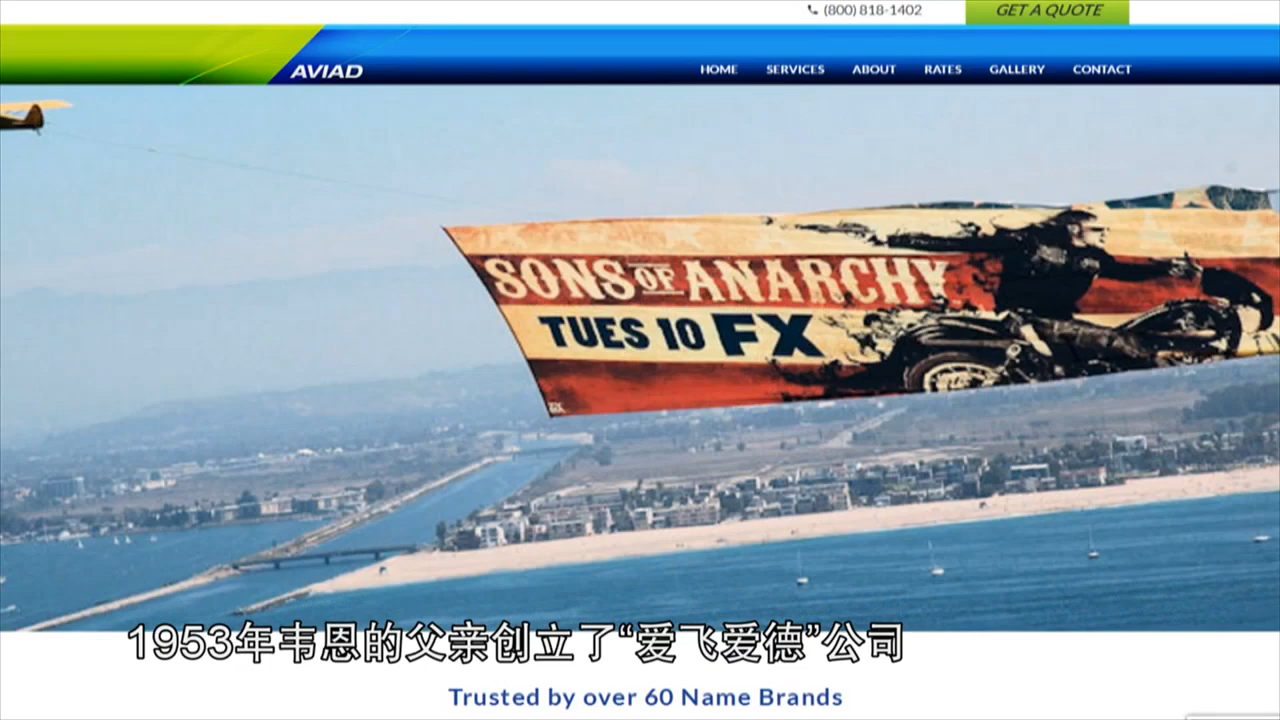 (800) 818-1402
GET A QUOTE
AVIAD
HOME SERVICES ABOUT RATES GALLERY CONTACT
SONS OF ANARCHY
TUES 10 FX
1953年韦恩的父亲创立了“爱飞爱德”公司
Trusted by over 60 Name Brands